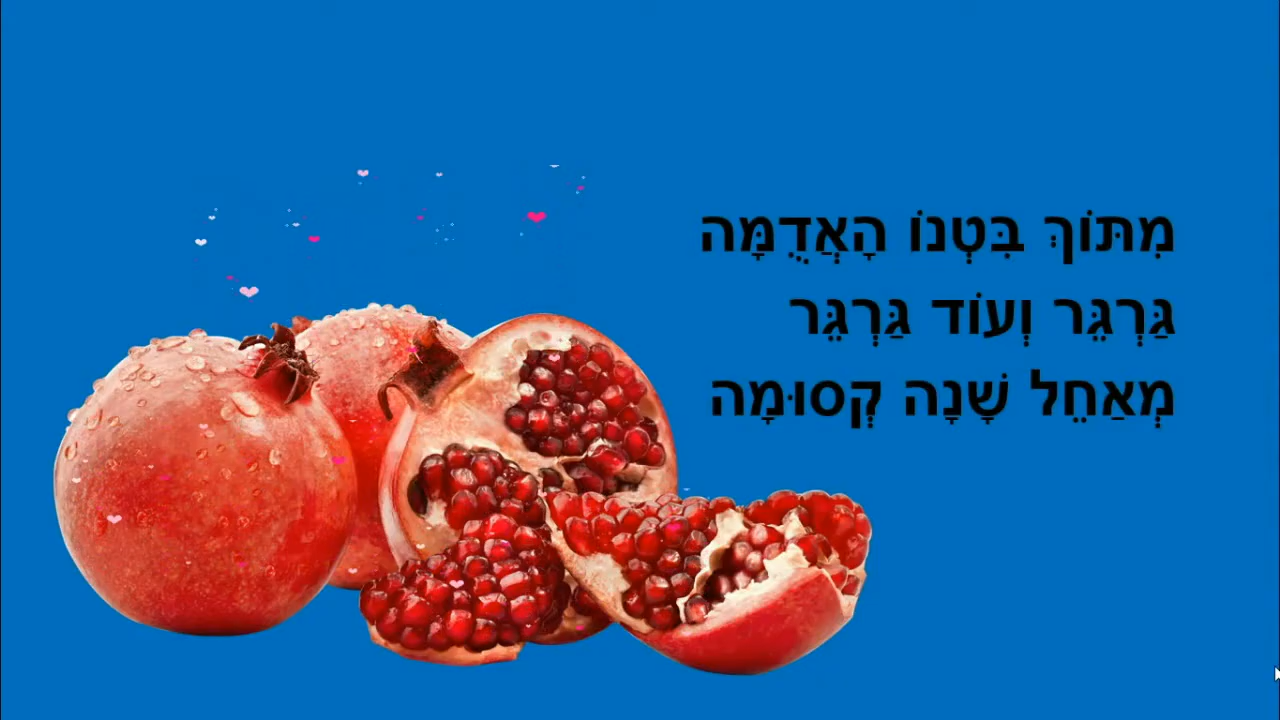 מִתּוֹךְ בִּטְנוֹ הָאֲדֻמָּה
גַּרְגֵּר וְעוֹד גַּרְגֵּר
מְאַחֵל שָׁנָה קְסוּמָה